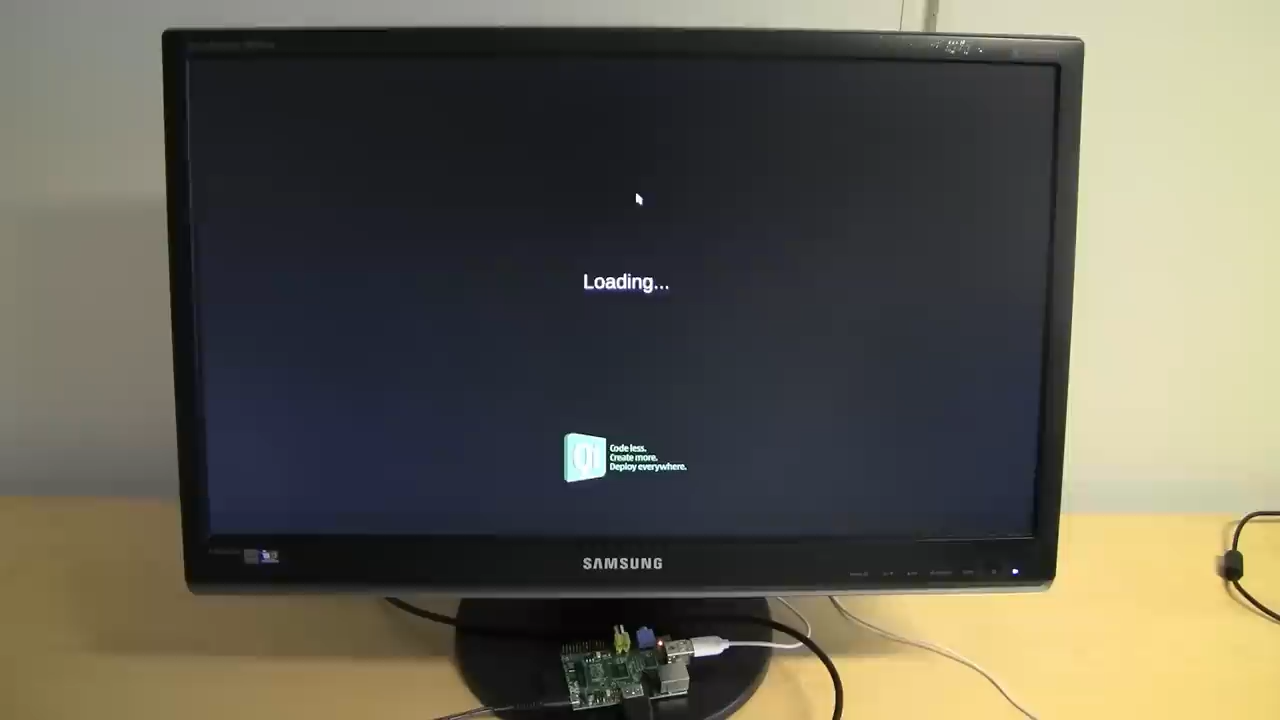 Loading...
Qt
Code less.
Create more.
Deploy everywhere.
SAMSUNG